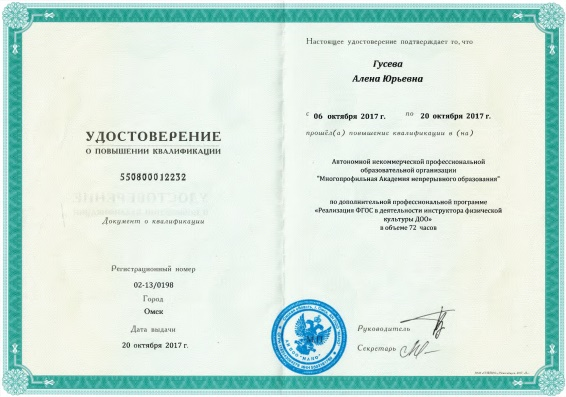 УДОСТОВЕРЕНИЕ
О ПОВЫШЕНИИ КВАЛИФИКАЦИИ
550800012232
Документ о квалификации
Регистрационный номер
02-13/0198
Город
Омск
Дата выдачи
20 октября 2017 г.
Настоящее удостоверение подтверждает то, что
Гусева
Алена Юрьевна
с 06 октября 2017 г. по 20 октября 2017 г.
прошёл(а) повышение квалификации в (на)
Автономной некоммерческой профессиональной
образовательной организации
"Многопрофильная Академия непрерывного образования"
по дополнительной профессиональной программе
«Реализация ФГОС в деятельности инструктора физической
культуры ДОО»
в объеме 72 часов
М.П.
Руководитель
Секретарь